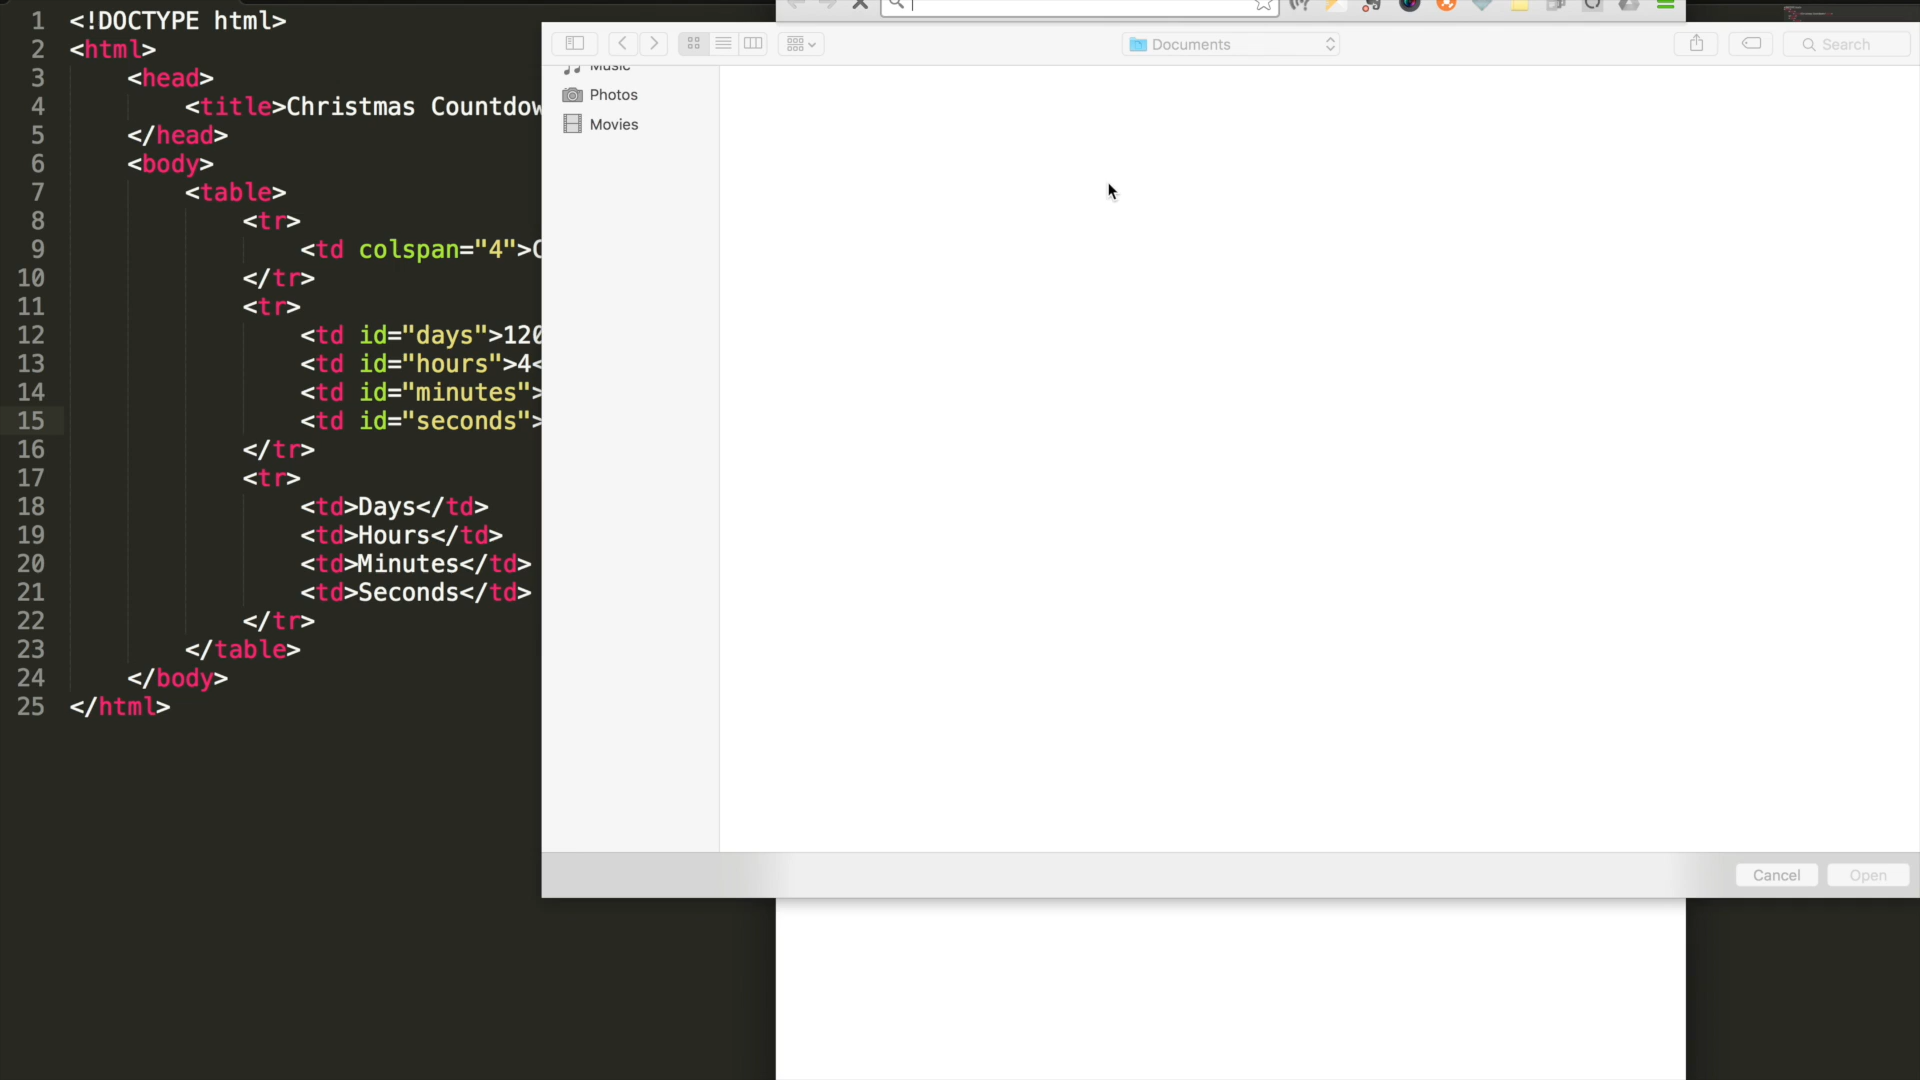 1 <!DOCTYPE html>
2 <html>
3 <head>
4 <title>Christmas Countdow
5 </head>
6 <body>
7 <table>
8 <tr>
9 <td colspan="4">C
10 </tr>
11 <tr>
12 <td id="days">120
13 <td id="hours">4<
14 <td id="minutes">
15 <td id="seconds">
16 </tr>
17 <tr>
18 <td>Days</td>
19 <td>Hours</td>
20 <td>Minutes</td>
21 <td>Seconds</td>
22 </tr>
23 </table>
24 </body>
25 </html>
Documents
Search
Music
Photos
Movies
Cancel
Open